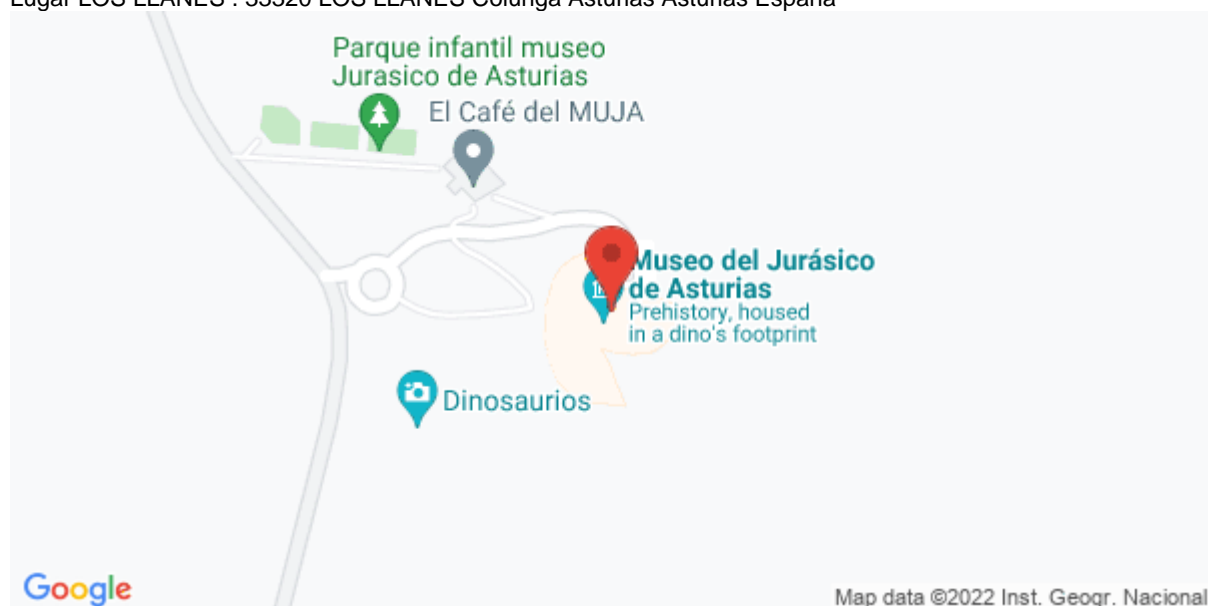 Lugar LOS LLANES . 33320 LOS LLANES Colunga Asturias Asturias España
Parque infantil museo
Jurasico de Asturias
El Café del MUJA
Museo del Jurásico
de Asturias
Prehistory, housed
in a dino's footprint
Dinosaurios
Google
Map data ©2022 Inst. Geogr. Nacional